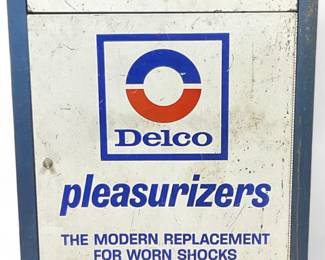 Delco
pleasurizers
THE MODERN REPLACEMENT
FOR WORN SHOCKS